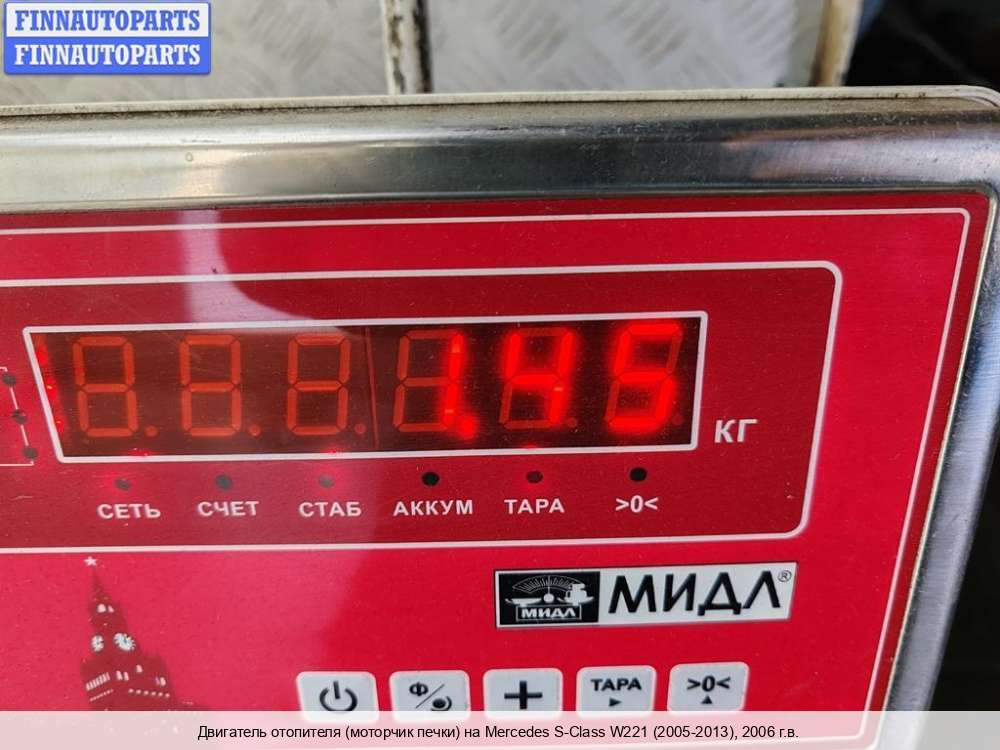 FINNAUTOPARTS
FINNAUTOPARTS
1.45
КГ
СЕТЬ СЧЕТ СТАБ АККУМ ТАРА >0<
МИДЛ МИДЛ®
Ф/ + ТАРА >0<
Двигатель отопителя (моторчик печки) на Mercedes S-Class W221 (2005-2013), 2006 г.в.